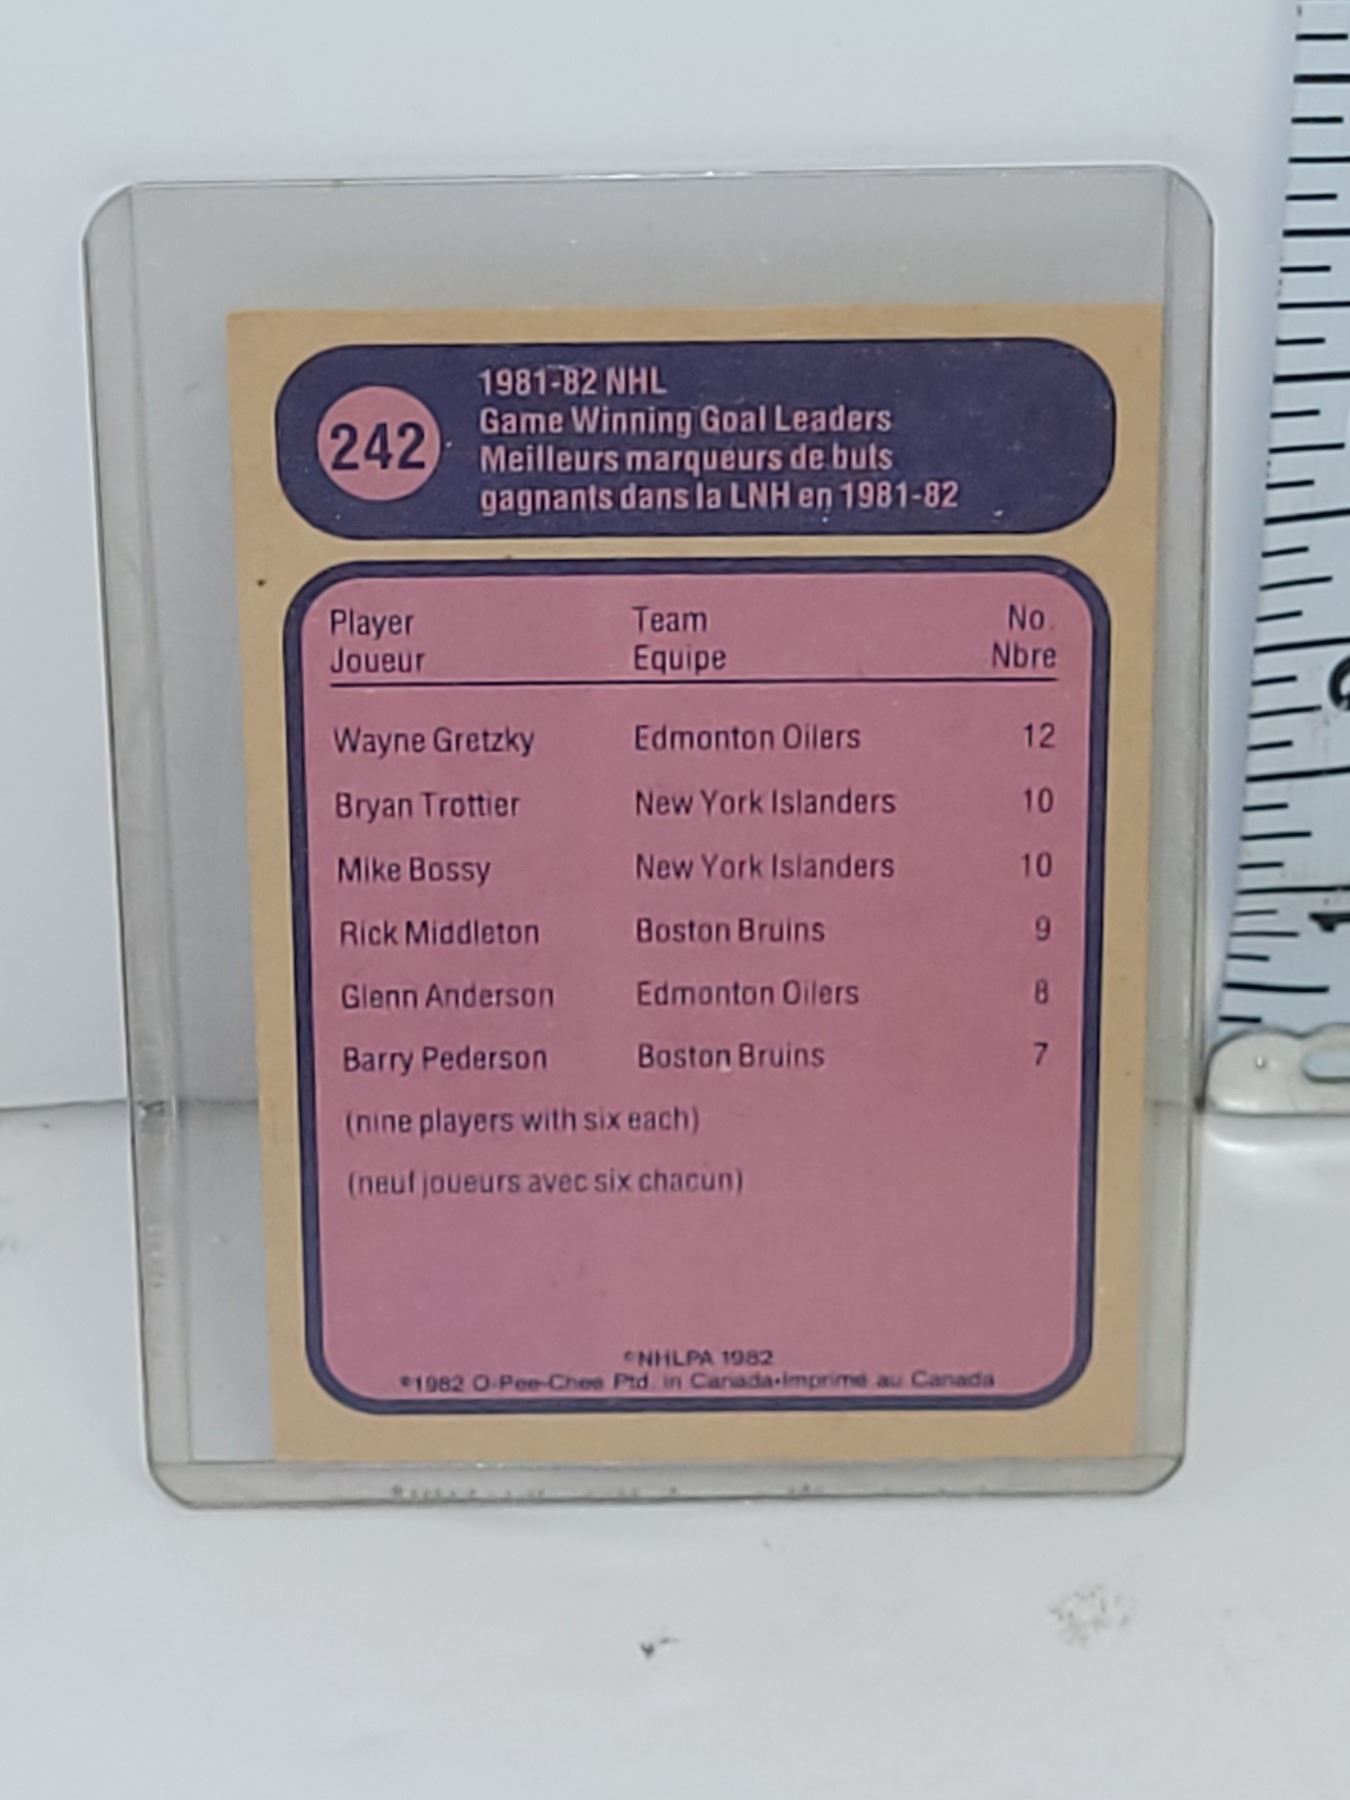 242
1981-82 NHL
Game Winning Goal Leaders
Meilleurs marqueurs de buts
gagnants dans la LNH en 1981-82
Player Team No.
Joueur Equipe Nbre
Wayne Gretzky Edmonton Oilers 12
Bryan Trottier New York Islanders 10
Mike Bossy New York Islanders 10
Rick Middleton Boston Bruins 9
Glenn Anderson Edmonton Oilers 8
Barry Pederson Boston Bruins 7
(nine players with six each)
(neuf joueurs avec six chacun)
©NHLPA 1982
©1982 O-Pee-Chee Ptd. in Canada•Imprimé au Canada
2
1